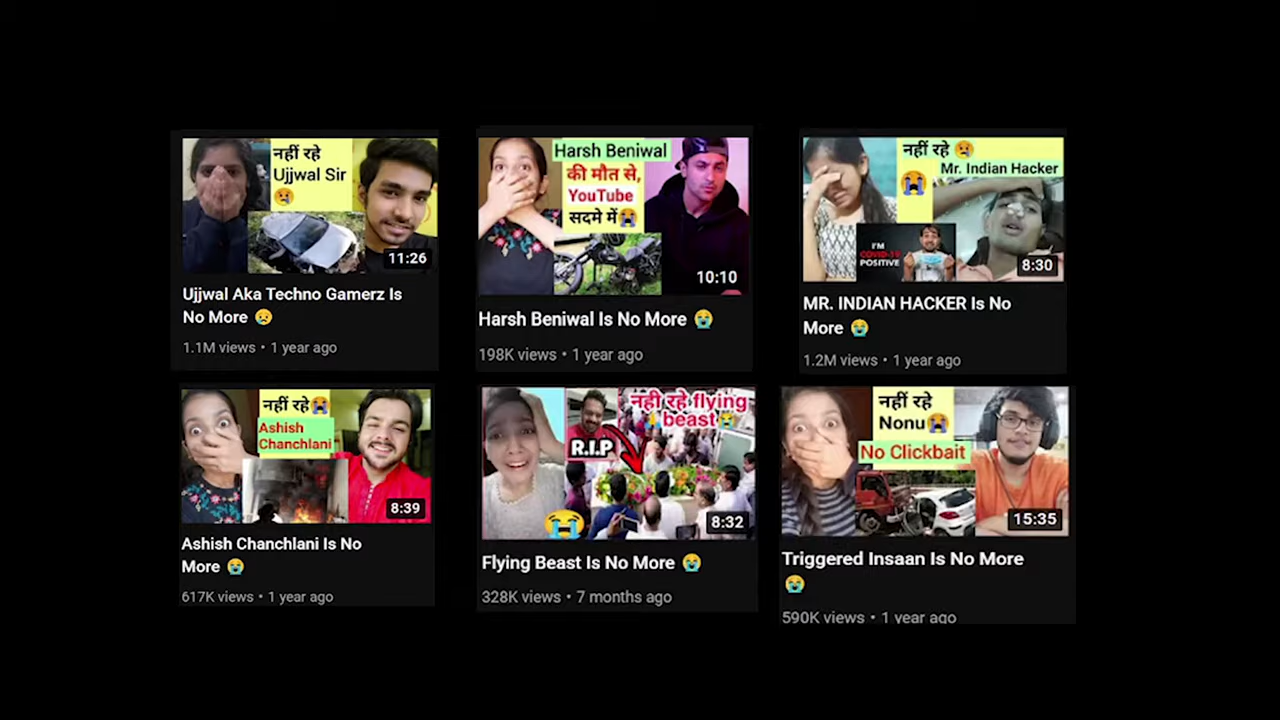 नहीं रहे
Ujjwal Sir
11:26
Ujjwal Aka Techno Gamerz Is
No More
1.1M views • 1 year ago
Harsh Beniwal
की मौत से,
YouTube
सदमे में
10:10
Harsh Beniwal Is No More
198K views • 1 year ago
नहीं रहे
Mr. Indian Hacker
I'M
COVID-19
POSITIVE
8:30
MR. INDIAN HACKER Is No
More
1.2M views • 1 year ago
नहीं रहे
Ashish
Chanchlani
8:39
Ashish Chanchlani Is No
More
617K views • 1 year ago
नही रहे flying
beast
R.I.P
8:32
Flying Beast Is No More
328K views • 7 months ago
नहीं रहे
Nonu
No Clickbait
15:35
Triggered Insaan Is No More
590K views • 1 year ago